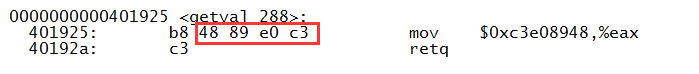 0000000000401925 <getval_288>:
401925: b8 48 89 e0 c3 mov $0xc3e08948,%eax
40192a: c3 retq